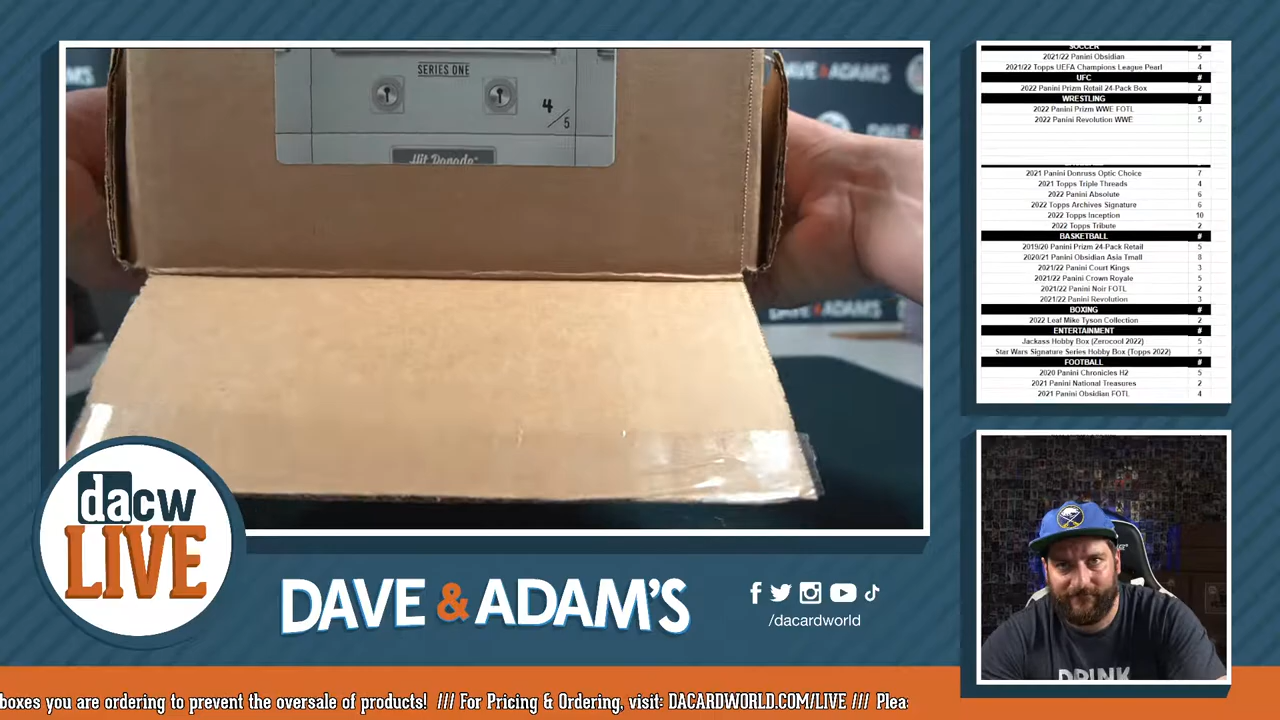 SERIES ONE
4/5
Hit Parade
DAVE & ADAM'S
SOCCER #
2021/22 Panini Obsidian 5
2021/22 Topps UEFA Champions League Pearl 4
UFC #
2022 Panini Prizm Retail 24-Pack Box 2
WRESTLING #
2022 Panini Prizm WWE FOTL 3
2022 Panini Revolution WWE 5
2021 Panini Donruss Optic Choice 7
2021 Topps Triple Threads 4
2022 Panini Absolute 6
2022 Topps Archives Signature 6
2022 Topps Inception 10
2022 Topps Tribute 2
BASKETBALL #
2019/20 Panini Prizm 24-Pack Retail 5
2020/21 Panini Obsidian Asia Tmall 8
2021/22 Panini Court Kings 3
2021/22 Panini Crown Royale 5
2021/22 Panini Noir FOTL 2
2021/22 Panini Revolution 3
BOXING #
2022 Leaf Mike Tyson Collection 2
ENTERTAINMENT #
Jackass Hobby Box (Zerocool 2022) 5
Star Wars Signature Series Hobby Box (Topps 2022) 5
FOOTBALL #
2020 Panini Chronicles H2 5
2021 Panini National Treasures 2
2021 Panini Obsidian FOTL 4
dacw
LIVE
DAVE & ADAM'S
/dacardworld
DRINK
boxes you are ordering to prevent the oversale of products! /// For Pricing & Ordering, visit: DACARDWORLD.COM/LIVE /// Plea